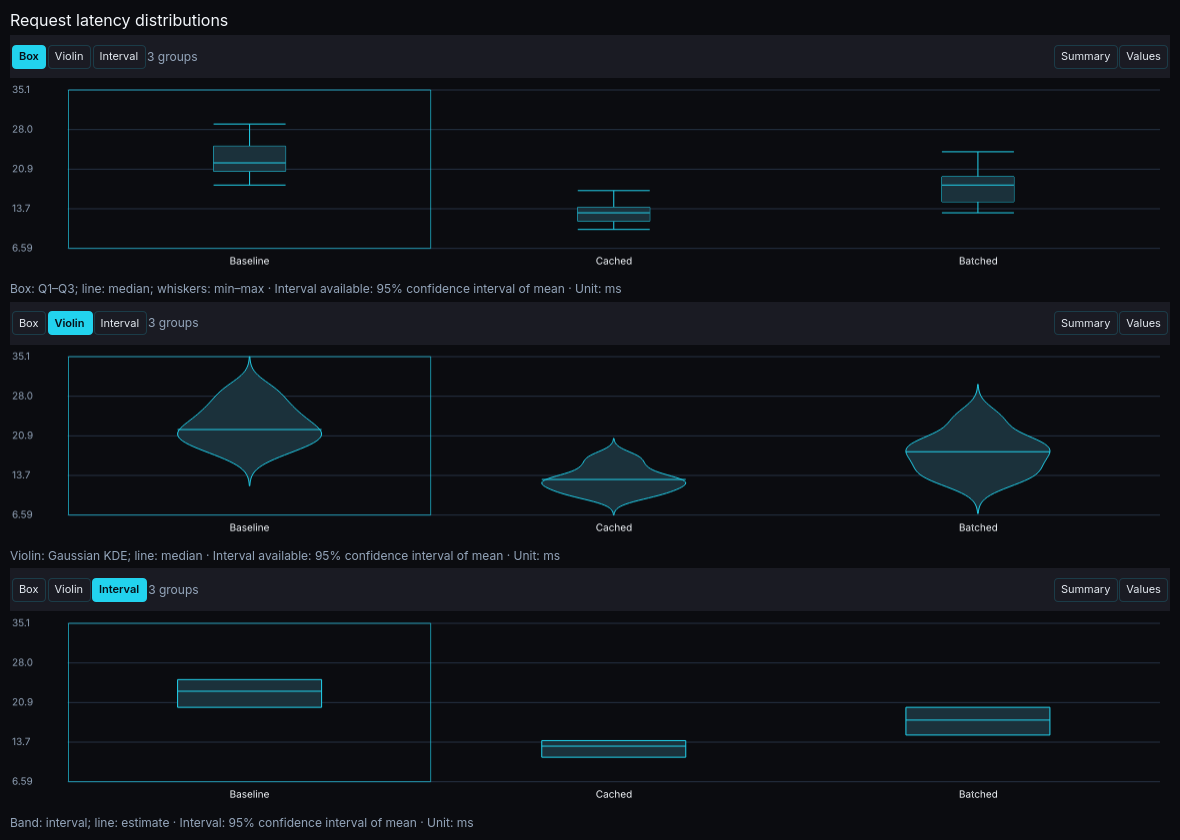 Request latency distributions
Box Violin Interval 3 groups Summary Values
35.1
28.0
20.9
13.7
6.59
Baseline Cached Batched
Box: Q1–Q3; line: median; whiskers: min–max · Interval available: 95% confidence interval of mean · Unit: ms
Box Violin Interval 3 groups Summary Values
35.1
28.0
20.9
13.7
6.59
Baseline Cached Batched
Violin: Gaussian KDE; line: median · Interval available: 95% confidence interval of mean · Unit: ms
Box Violin Interval 3 groups Summary Values
35.1
28.0
20.9
13.7
6.59
Baseline Cached Batched
Band: interval; line: estimate · Interval: 95% confidence interval of mean · Unit: ms